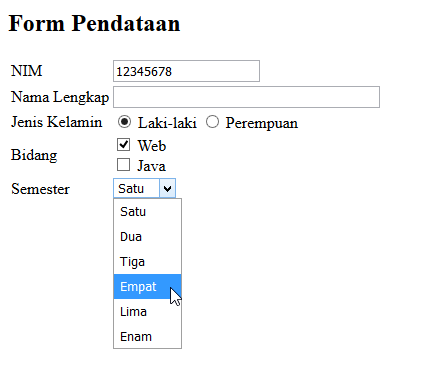 Form Pendataan
NIM 12345678
Nama Lengkap
Jenis Kelamin Laki-laki Perempuan
Bidang
Web
Java
Semester Satu
Satu
Dua
Tiga
Empat
Lima
Enam